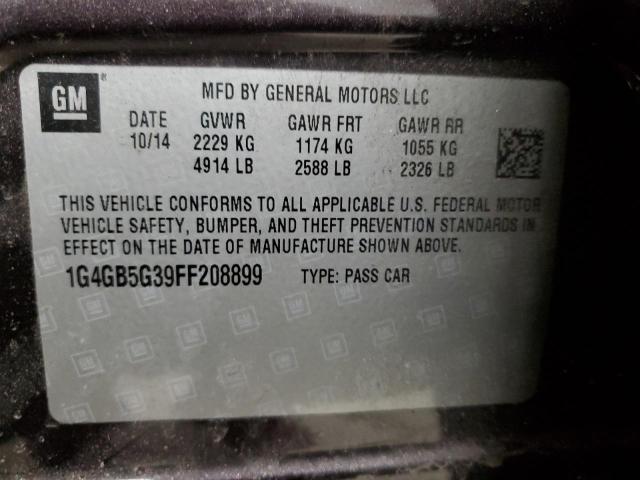 GM®
MFD BY GENERAL MOTORS LLC
DATE GVWR GAWR FRT GAWR RR
10/14 2229 KG 1174 KG 1055 KG
4914 LB 2588 LB 2326 LB
THIS VEHICLE CONFORMS TO ALL APPLICABLE U.S. FEDERAL MOTOR
VEHICLE SAFETY, BUMPER, AND THEFT PREVENTION STANDARDS IN
EFFECT ON THE DATE OF MANUFACTURE SHOWN ABOVE.
1G4GB5G39FF208899 TYPE: PASS CAR